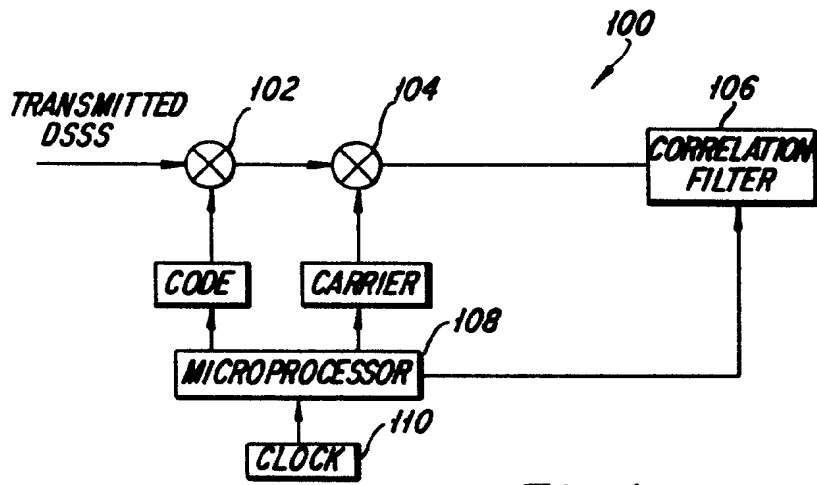 100
TRANSMITTED
DSSS
102
104
106
CORRELATION
FILTER
CODE
CARRIER
108
MICROPROCESSOR
110
CLOCK